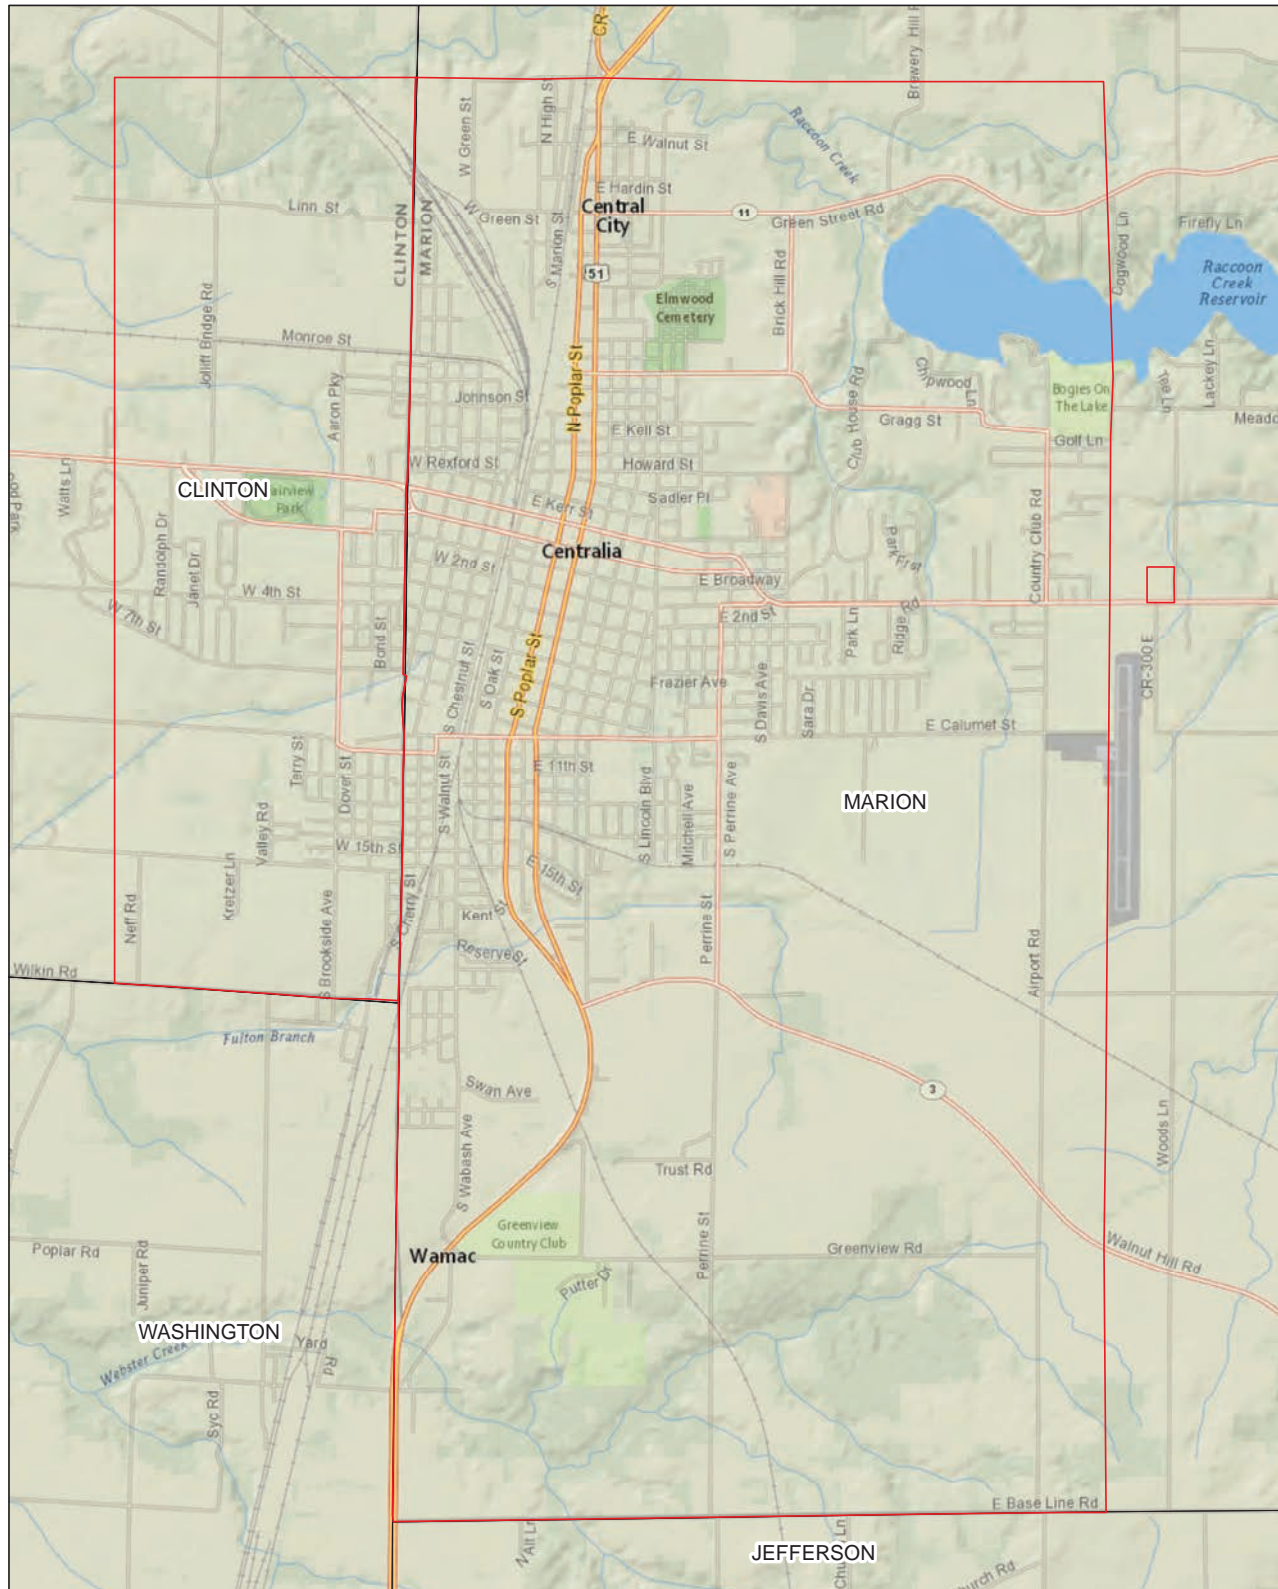 CR-
Brewery Hill R
N High St
W Green St
E Walnut St
Raccoon Creek
E Hardin St
Central
City
Linn St
W Green St
11
Green Street Rd
CLINTON
MARION
S Marion St
Firefly Ln
Raccoon
Creek
Reservoir
51
Elmwood
Cemetery
Brick Hill Rd
Jolliff Bridge Rd
Monroe St
Aaron Pky
Johnson St
N Poplar St
Chipwood Ln
Club House Rd
Gragg St
Bogies On
The Lake
Tee Ln
Lackey Ln
Meado
E Kell St
Golf Ln
W Rexford St
Howard St
Watts Ln
CLINTON
Park
Sadler Pl
E Kerr St
Country Club Rd
Randolph Dr
Janet Dr
Centralia
W 2nd St
Park
Frst
E Broadway
W 4th St
W 7th St
E 2nd St
Park Ln
Ridge Rd
Bond St
S Chestnut St
S Oak St
S Poplar St
CR-300 E
Frazier Ave
S Davis Ave
Sara Dr
E Calumet St
Terry St
Dover St
S Walnut St
E 11th St
S Lincoln Blvd
Mitchell Ave
S Perrine Ave
MARION
Valley Rd
W 15th St
E 15th St
Kretzer Ln
Neff Rd
S Brookside Ave
S Cherry St
Kent St
Reserve St
Perrine St
Airport Rd
Wilkin Rd
Fulton Branch
Swan Ave
3
S Wabash Ave
Trust Rd
Woods Ln
Greenview
Country Club
Perrine St
Poplar Rd
Juniper Rd
Wamac
Greenview Rd
Walnut Hill Rd
Putter Dr
WASHINGTON
Webster Creek
Yard
Rd
Syc Rd
E Base Line Rd
N Alt Ln
JEFFERSON